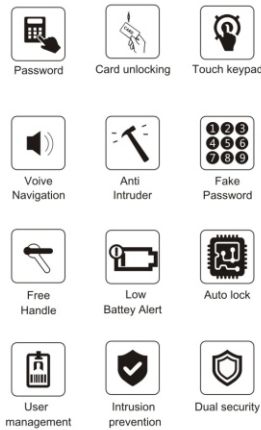 Password
Card unlocking
Touch keypad
Voive
Navigation
Anti
Intruder
Fake
Password
Free
Handle
Low
Battey Alert
Auto lock
User
management
Intrusion
prevention
Dual security